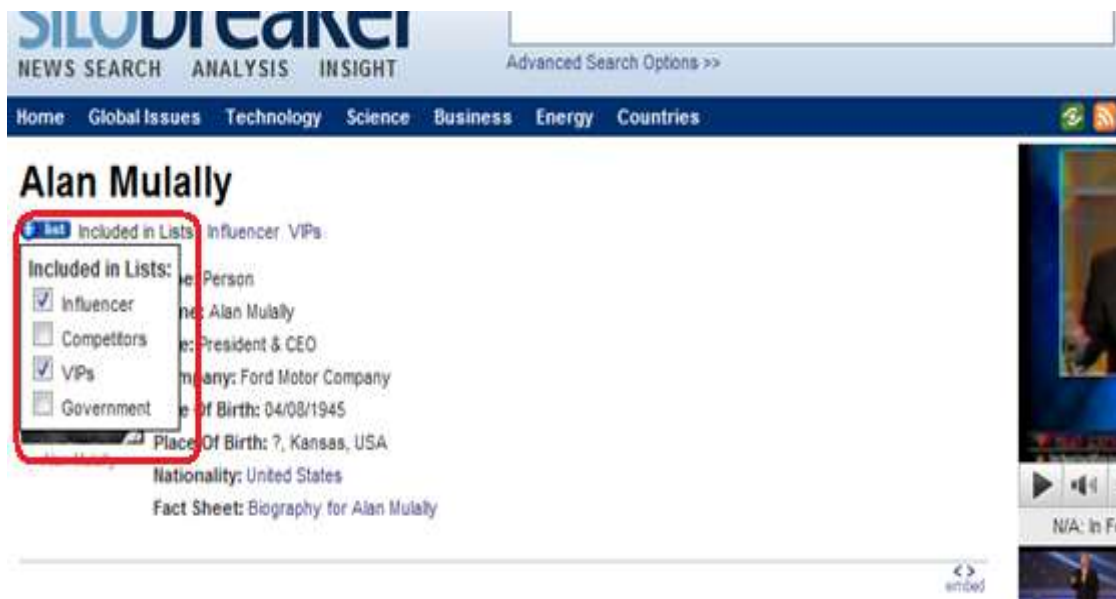 silobreaker
NEWS SEARCH ANALYSIS INSIGHT
Advanced Search Options >>
Home Global Issues Technology Science Business Energy Countries
Alan Mulally
list Included in Lists Influencer VIPs
Included in Lists:
Influencer
Competitors
VIPs
Government
Person
Alan Mulally
President & CEO
Ford Motor Company
Of Birth: 04/08/1945
Place Of Birth: ?, Kansas, USA
Nationality: United States
Fact Sheet: Biography for Alan Mulally
N/A: In
<>
embed